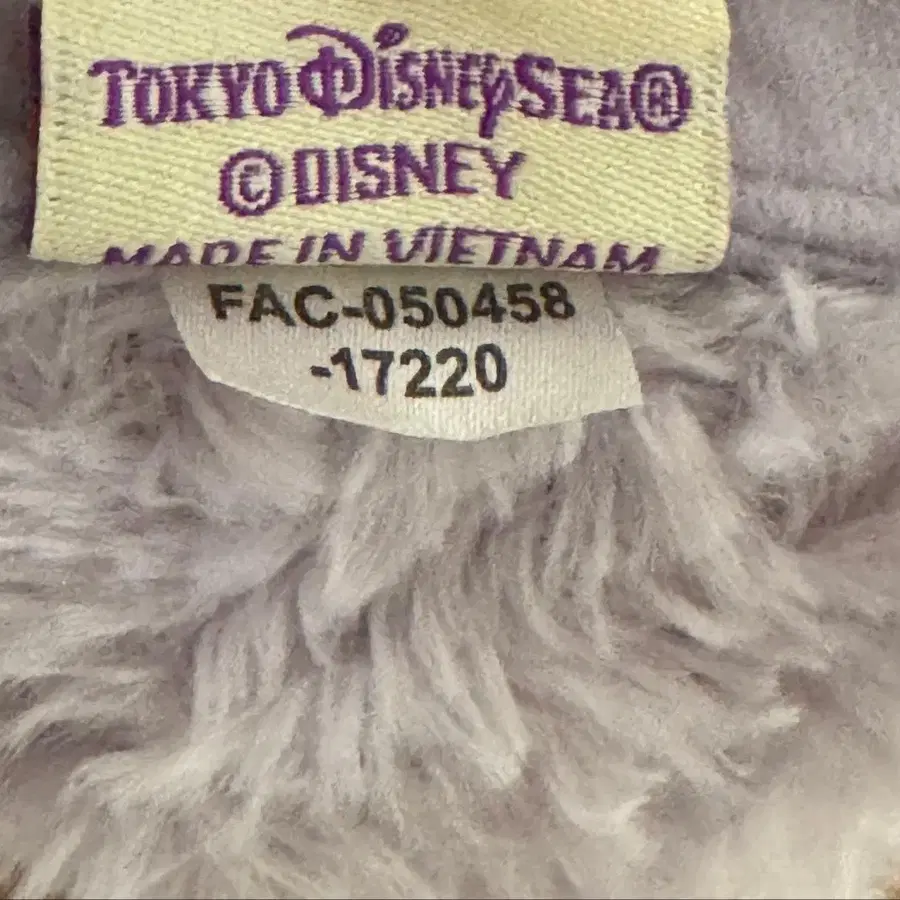 TOKYO DISNEYSEA®
©DISNEY
MADE IN VIETNAM
FAC-050458
-17220